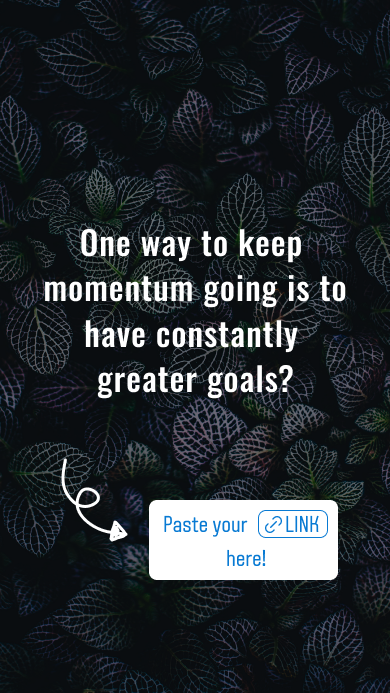 One way to keep
momentum going is to
have constantly
greater goals?
Paste your LINK
here!